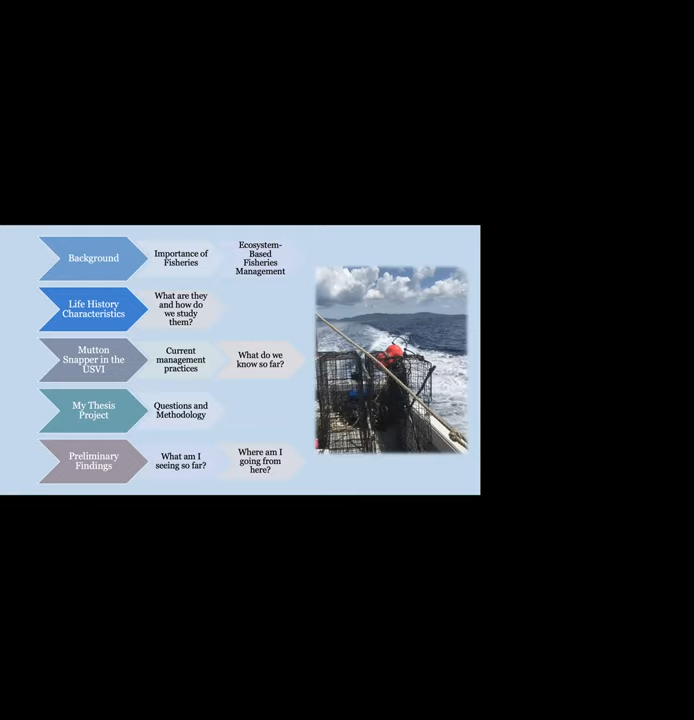 Background
Importance of
Fisheries
Ecosystem-
Based
Fisheries
Management
Life History
Characteristics
What are they
and how do
we study
them?
Mutton
Snapper in the
USVI
Current
management
practices
What do we
know so far?
My Thesis
Project
Questions and
Methodology
Preliminary
Findings
What am I
seeing so far?
Where am I
going from
here?